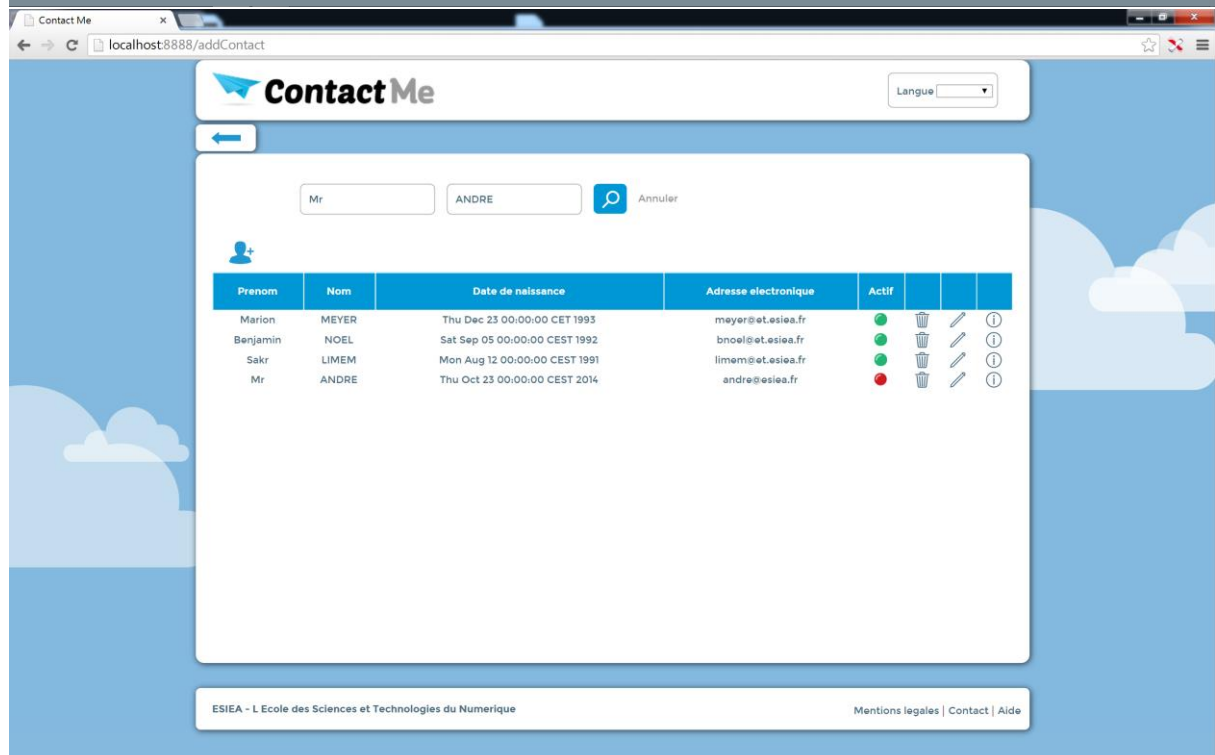 Contact Me
localhost:8888/addContact
Contact Me
Langue
Mr ANDRE Annuler
Prenom Nom Date de naissance Adresse electronique Actif
Marion MEYER Thu Dec 23 00:00:00 CET 1993 meyer@et.esiea.fr
Benjamin NOEL Sat Sep 05 00:00:00 CEST 1992 bnoel@et.esiea.fr
Sakr LIMEM Mon Aug 12 00:00:00 CEST 1991 limem@et.esiea.fr
Mr ANDRE Thu Oct 23 00:00:00 CEST 2014 andre@esiea.fr
ESIEA - L Ecole des Sciences et Technologies du Numerique
Mentions legales | Contact | Aide